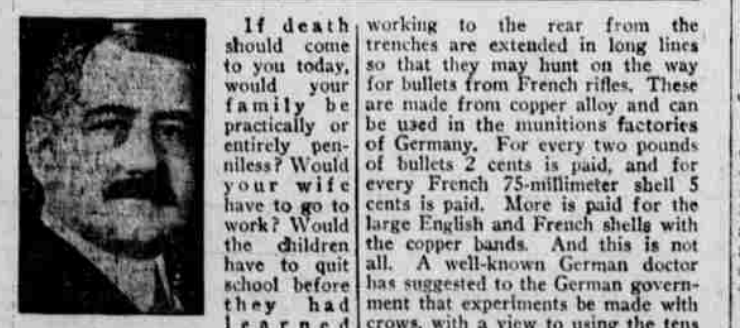 If death
should come
to you today,
would your
family be
practically or
entirely pen-
niless? Would
your wife
have to go to
work? Would
the children
have to quit
school before
they had
learned
working to the rear from the
trenches are extended in long lines
so that they may hunt on the way
for bullets from French rifles. These
are made from copper alloy and can
be used in the munitions factories
of Germany. For every two pounds
of bullets 2 cents is paid, and for
every French 75-millimeter shell 5
cents is paid. More is paid for the
large English and French shells with
the copper bands. And this is not
all. A well-known German doctor
has suggested to the German govern-
ment that experiments be made with
crows, with a view to using the tens